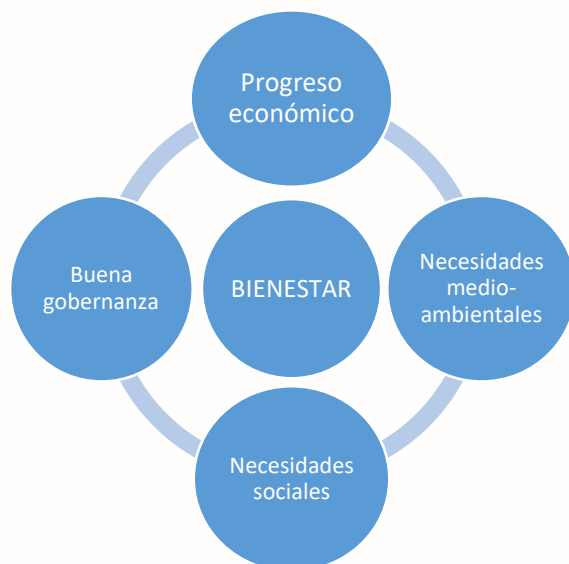 Progreso
económico
Buena
gobernanza
BIENESTAR
Necesidades
medio-
ambientales
Necesidades
sociales